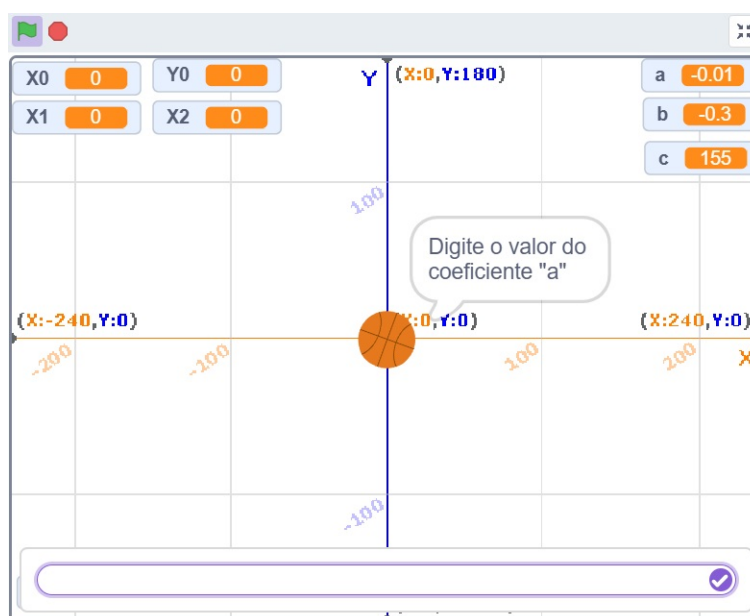 X0 0 Y0 0 Y (X:0,Y:180) a -0.01
X1 0 X2 0 b -0.3
c 155
100
Digite o valor do
coeficiente "a"
(X:-240,Y:0) (X:0,Y:0) (X:240,Y:0)
-200 -100 100 200 X
-100